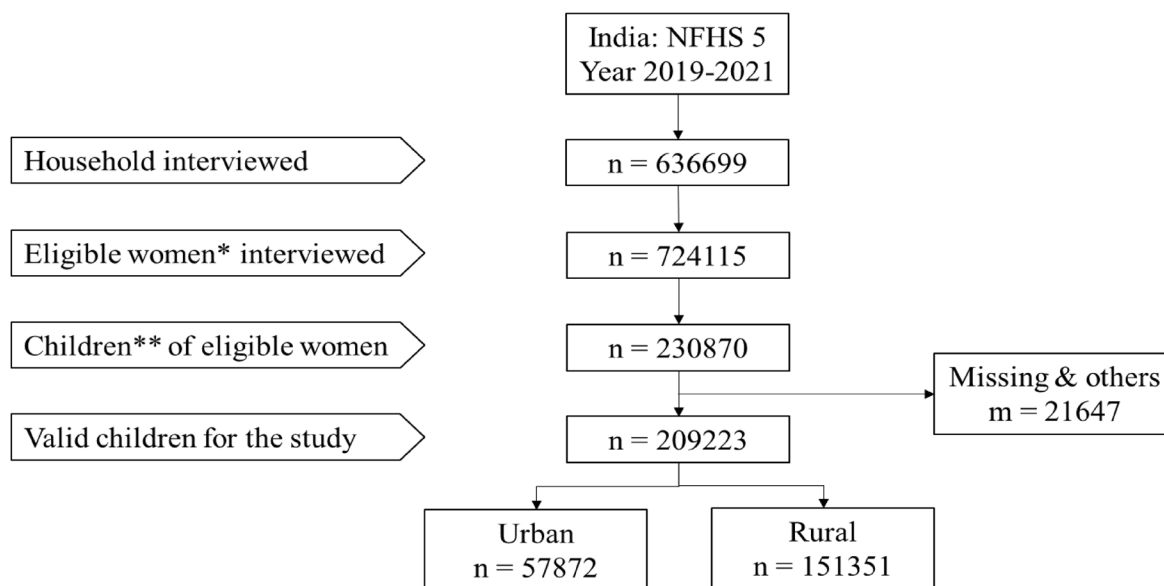 India: NFHS 5
Year 2019-2021
Household interviewed
n = 636699
Eligible women* interviewed
n = 724115
Children** of eligible women
n = 230870
Missing & others
m = 21647
Valid children for the study
n = 209223
Urban
n = 57872
Rural
n = 151351